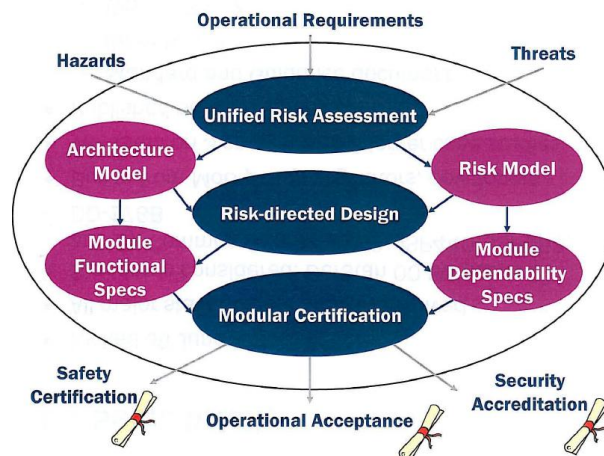 Operational Requirements
Hazards
Threats
Unified Risk Assessment
Architecture
Model
Risk Model
Risk-directed Design
Module
Functional Specs
Module
Dependability
Specs
Modular Certification
Safety
Certification
Operational Acceptance
Security
Accreditation